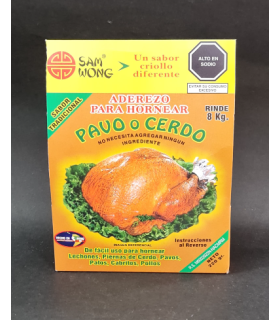 SAM
WONG
Un sabor
criollo
diferente
ALTO EN
SODIO
EVITAR SU CONSUMO
EXCESIVO
SABOR
TRADICIONAL
ADEREZO
PARA HORNEAR
RINDE
8 Kg.
PAVO O CERDO
NO NECESITA AGREGAR NINGUN
INGREDIENTE
Instrucciones
al Reverso
De fácil uso para hornear
Lechones, Piernas de Cerdo, Pavos,
Patos, Cabritos, Pollos
NETO